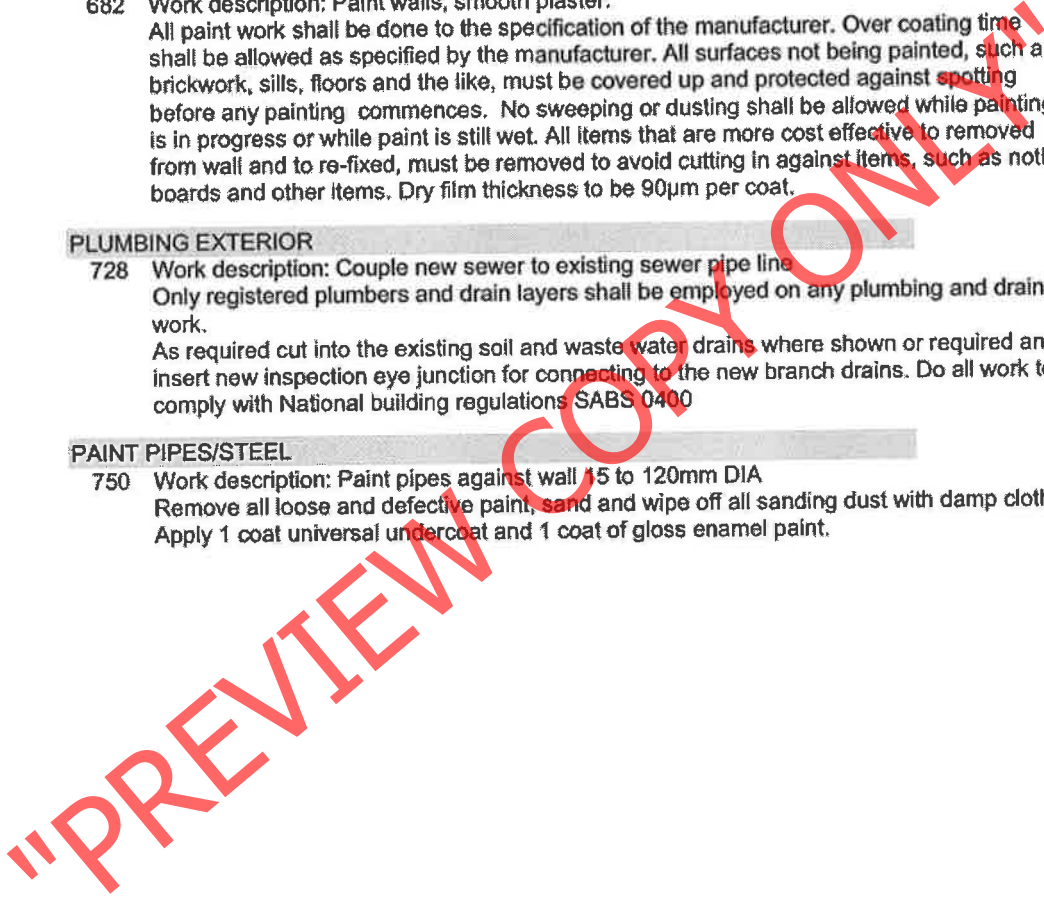 682 Work description: Paint walls, smooth plaster.
All paint work shall be done to the specification of the manufacturer. Over coating time
shall be allowed as specified by the manufacturer. All surfaces not being painted, such a
brickwork, sills, floors and the like, must be covered up and protected against spotting
before any painting commences. No sweeping or dusting shall be allowed while painting
is in progress or while paint is still wet. All items that are more cost effective to removed
from wall and to re-fixed, must be removed to avoid cutting in against items, such as noti
boards and other items. Dry film thickness to be 90µm per coat.
PLUMBING EXTERIOR
728 Work description: Couple new sewer to existing sewer pipe line
Only registered plumbers and drain layers shall be employed on any plumbing and drain
work.
As required cut into the existing soil and waste water drains where shown or required an
insert new inspection eye junction for connecting to the new branch drains. Do all work to
comply with National building regulations SABS 0400
PAINT PIPES/STEEL
750 Work description: Paint pipes against wall 15 to 120mm DIA
Remove all loose and defective paint, sand and wipe off all sanding dust with damp cloth
Apply 1 coat universal undercoat and 1 coat of gloss enamel paint.
"PREVIEW COPY ONLY"